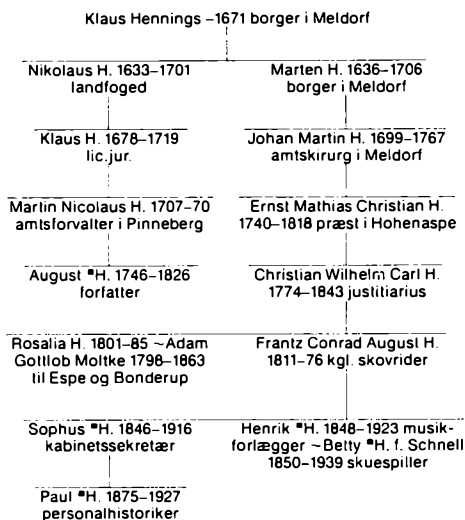 Klaus Hennings –1671 borger i Meldorf
Nikolaus H. 1633–1701
landfoged
Marten H. 1636–1706
borger i Meldorf
Klaus H. 1678–1719
lic.jur.
Johan Martin H. 1699–1767
amtskirurg i Meldorf
Martin Nicolaus H. 1707–70
amtsforvalter i Pinneberg
Ernst Mathias Christian H.
1740–1818 præst i Hohenaspe
August *H. 1746–1826
forfatter
Christian Wilhelm Carl H.
1774–1843 justitiarius
Rosalia H. 1801–85 ~Adam
Gottlob Moltke 1798–1863
til Espe og Bonderup
Frantz Conrad August H.
1811–76 kgl. skovrider
Sophus *H. 1846–1916
kabinetssekretær
Henrik *H. 1848–1923 musik-
forlægger ~Betty *H. f. Schnell
1850–1939 skuespiller
Paul *H. 1875–1927
personalhistoriker